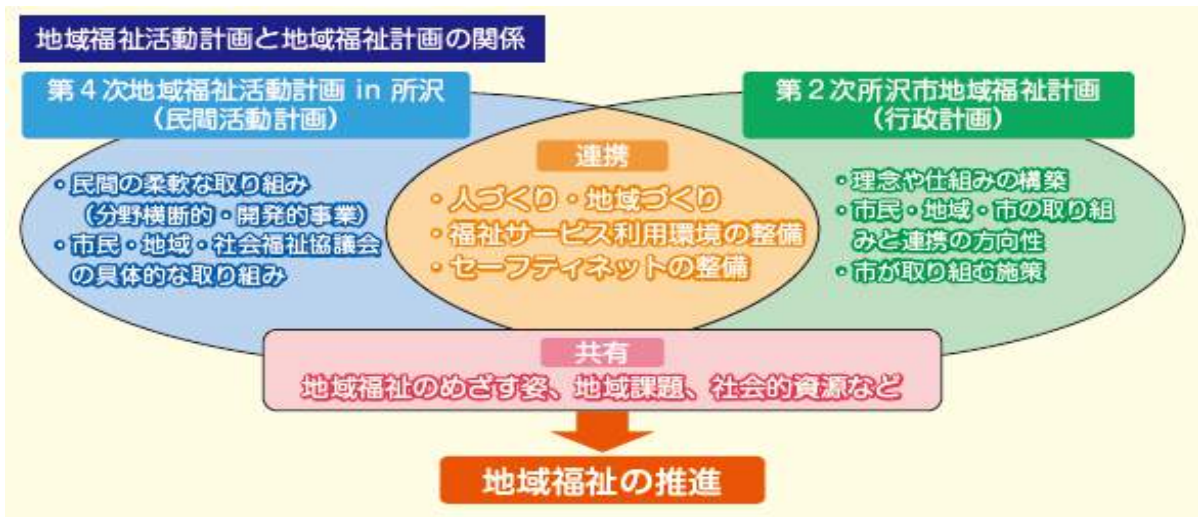 地域福祉活動計画と地域福祉計画の関係
第4次地域福祉活動計画 in 所沢
(民間活動計画)
・民間の柔軟な取り組み
(分野横断的・開発的事業)
・市民・地域・社会福祉協議会
の具体的な取り組み
連携
・人づくり・地域づくり
・福祉サービス利用環境の整備
・セーフティネットの整備
第2次所沢市地域福祉計画
(行政計画)
・理念や仕組みの構築
・市民・地域・市の取り組
みと連携の方向性
・市が取り組む施策
共有
地域福祉のめざす姿、地域課題、社会的資源など
地域福祉の推進